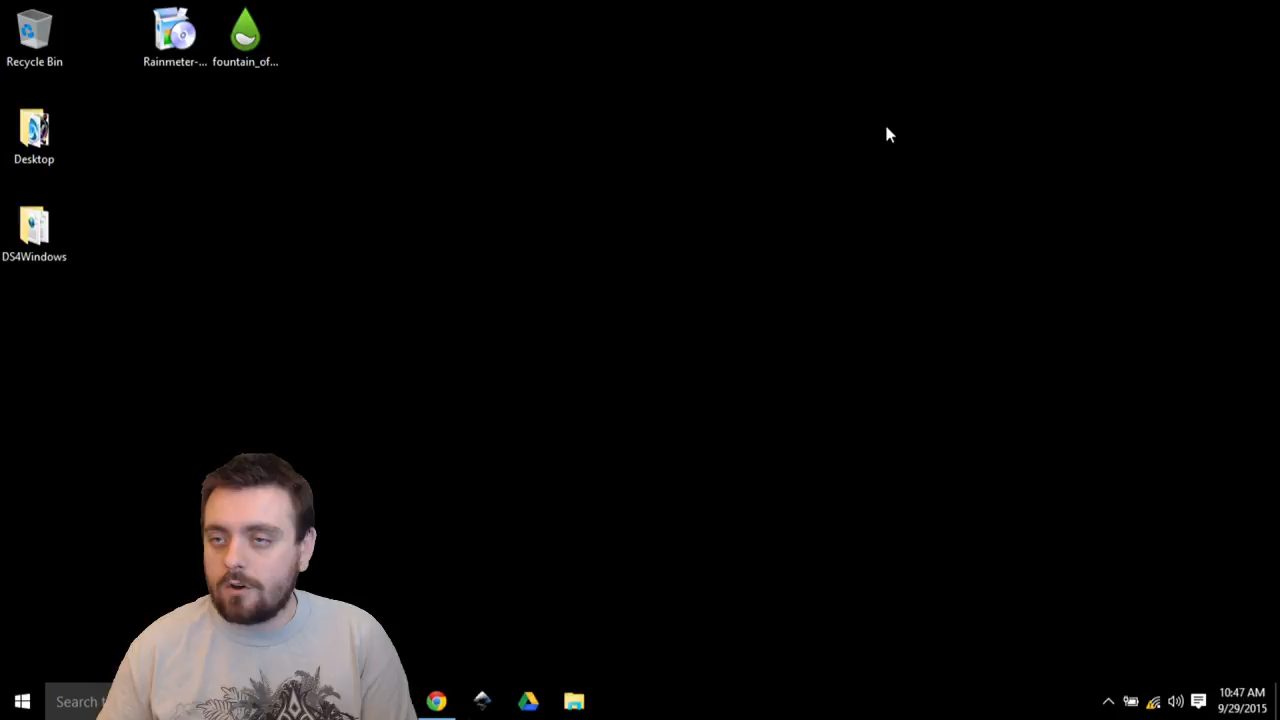 Recycle Bin
Rainmeter-...
fountain_of...
Desktop
DS4Windows
Search
10:47 AM
9/29/2015